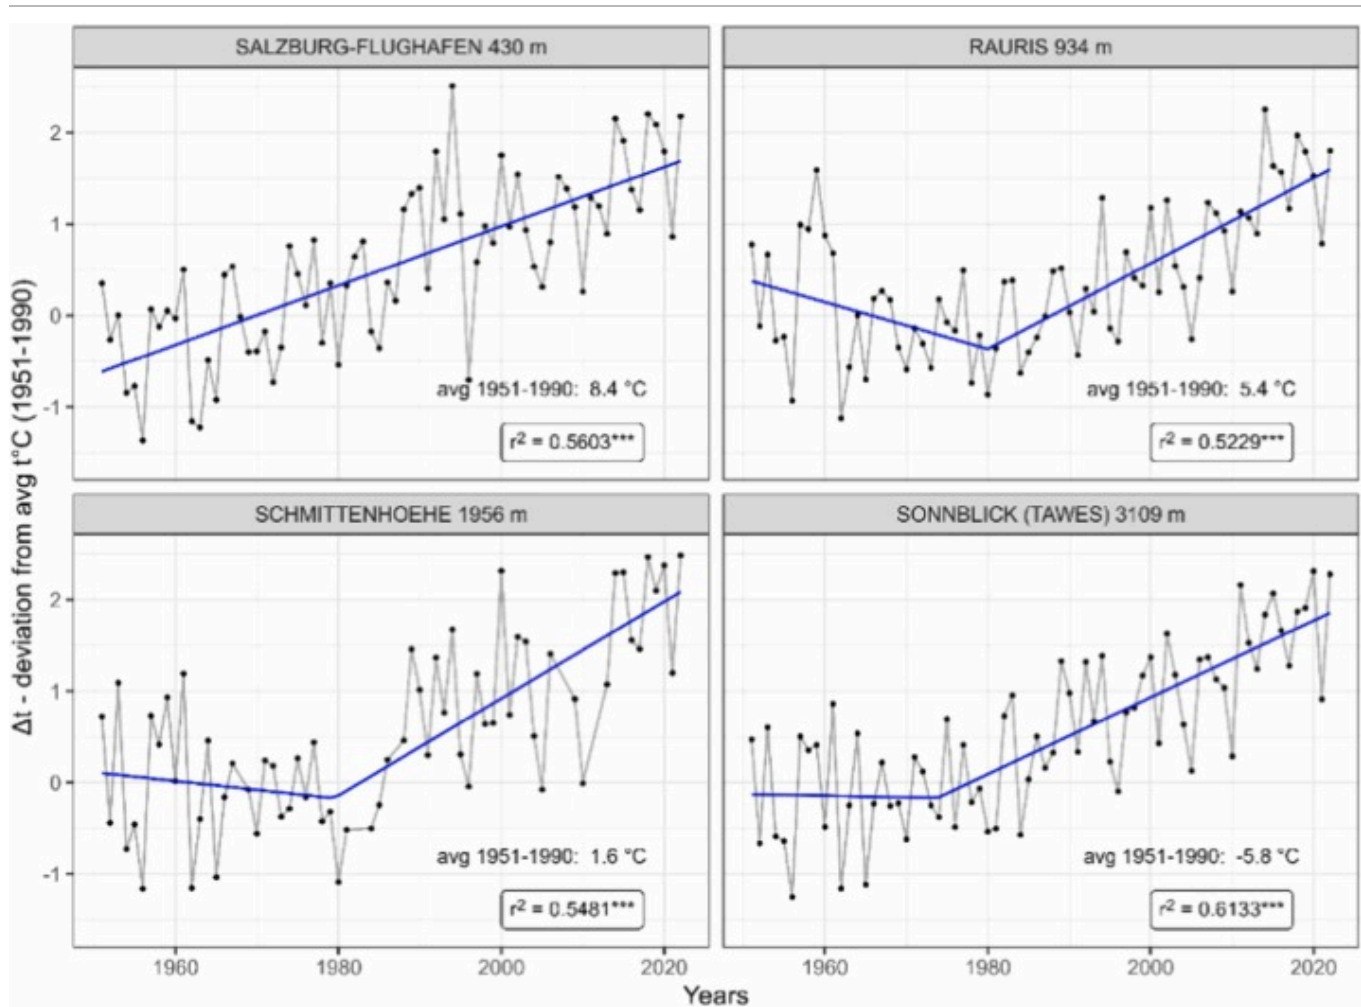 SALZBURG-FLUGHAFEN 430 m
RAURIS 934 m
2
1
0
-1
avg 1951-1990: 8.4 °C
r² = 0.5603***
avg 1951-1990: 5.4 °C
r² = 0.5229***
SCHMITTENHOEHE 1956 m
SONNBLICK (TAWES) 3109 m
2
1
0
-1
avg 1951-1990: 1.6 °C
r² = 0.5481***
avg 1951-1990: -5.8 °C
r² = 0.6133***
1960 1980 2000 2020
1960 1980 2000 2020
Years
Δt - deviation from avg t°C (1951-1990)